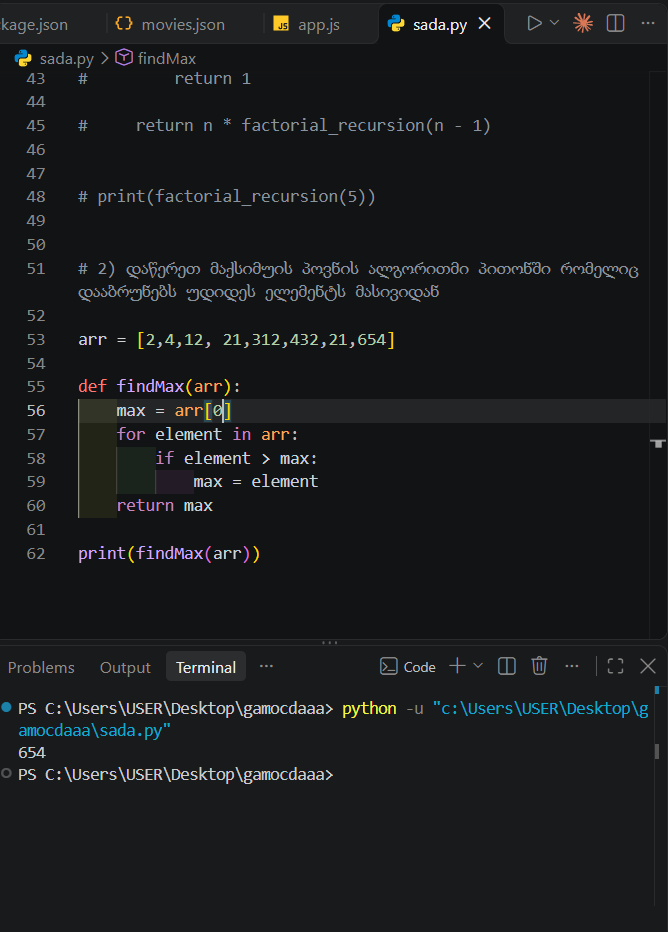 kage.json
movies.json
JS app.js
sada.py
sada.py > findMax
43 #         return 1
44
45 #     return n * factorial_recursion(n - 1)
46
47
48 # print(factorial_recursion(5))
49
50
51 # 2) დაწერეთ მაქსიმუის პოვნის ალგორითმი პითონში რომელიც
დააბრუნებს უდიდეს ელემენტს მასივიდან
52
53 arr = [2,4,12, 21,312,432,21,654]
54
55 def findMax(arr):
56     max = arr[0]
57     for element in arr:
58         if element > max:
59             max = element
60     return max
61
62 print(findMax(arr))
Problems Output Terminal ··· Code
PS C:\Users\USER\Desktop\gamocdaaa> python -u "c:\Users\USER\Desktop\g
amocdaaa\sada.py"
654
PS C:\Users\USER\Desktop\gamocdaaa>